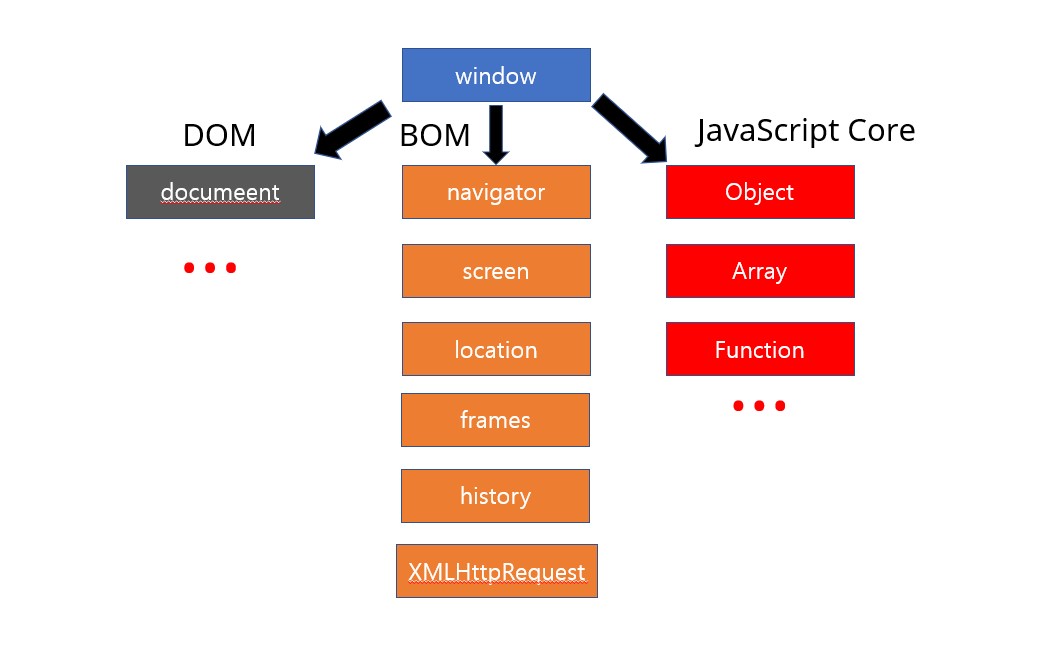 window
DOM
BOM
JavaScript Core
documeent
navigator
Object
screen
Array
location
Function
frames
history
XMLHttpRequest